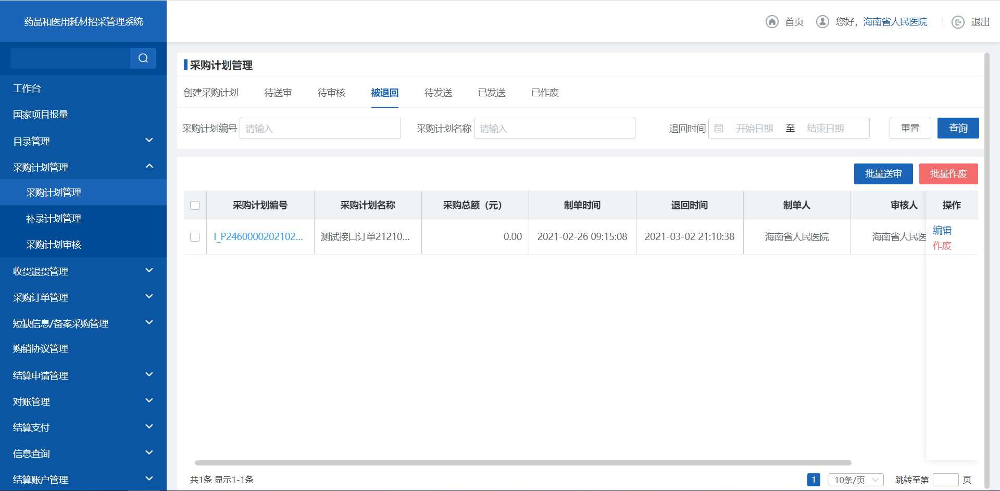 药品和医用耗材招采管理系统
首页
您好，海南省人民医院
退出
工作台
国家项目报量
目录管理
采购计划管理
采购计划管理
补录计划管理
采购计划审核
收货退货管理
采购订单管理
短缺信息/备案采购管理
购销协议管理
结算申请管理
对账管理
结算支付
信息查询
结算账户管理
采购计划管理
创建采购计划 待送审 待审核 被退回 待发送 已发送 已作废
采购计划编号 请输入 采购计划名称 请输入 退回时间 开始日期 至 结束日期 重置 查询
批量送审 批量作废
采购计划编号 采购计划名称 采购总额（元） 制单时间 退回时间 制单人 审核人 操作
I_P2460000202102... 测试接口订单21210... 0.00 2021-02-26 09:15:08 2021-03-02 21:10:38 海南省人民医院 海南省人民医 编辑
作废
共1条 显示1-1条 1 10条/页 跳转至第 页